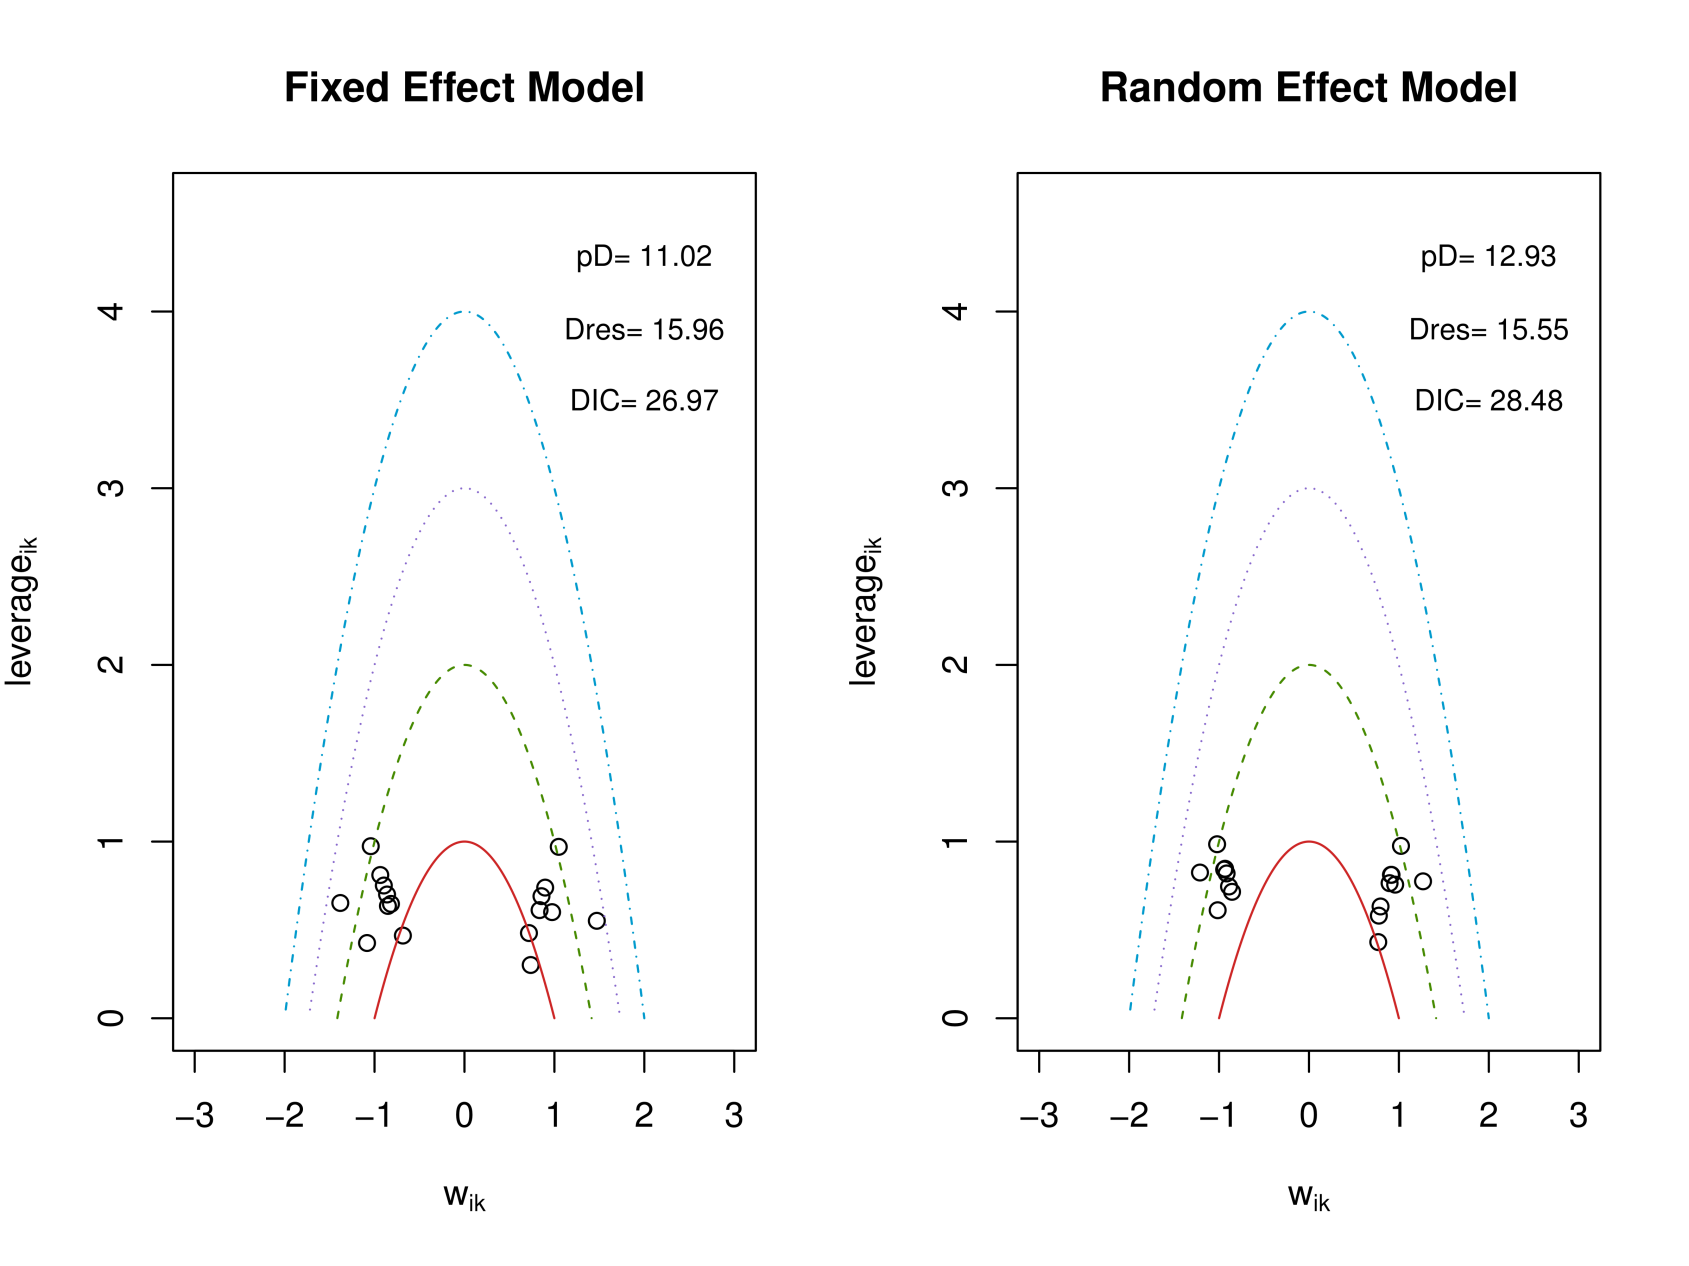 Fixed Effect Model
pD= 11.02
Dres= 15.96
DIC= 26.97
4
3
2
1
0
leverageik
−3 −2 −1 0 1 2 3
wik
Random Effect Model
pD= 12.93
Dres= 15.55
DIC= 28.48
4
3
2
1
0
leverageik
−3 −2 −1 0 1 2 3
wik